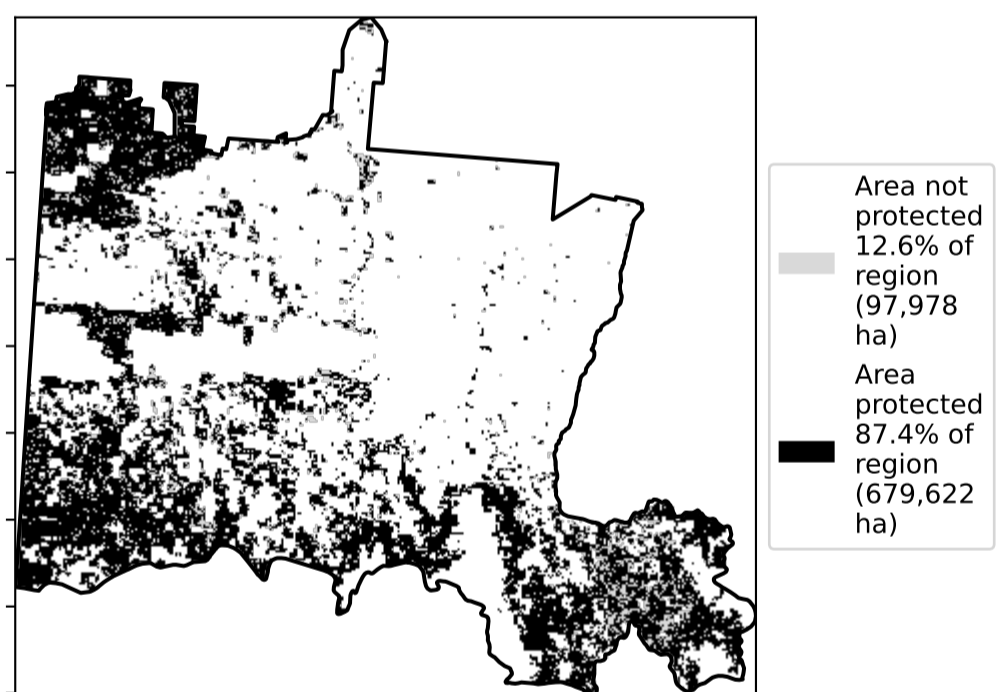 Area not
protected
12.6% of
region
(97,978
ha)
Area
protected
87.4% of
region
(679,622
ha)